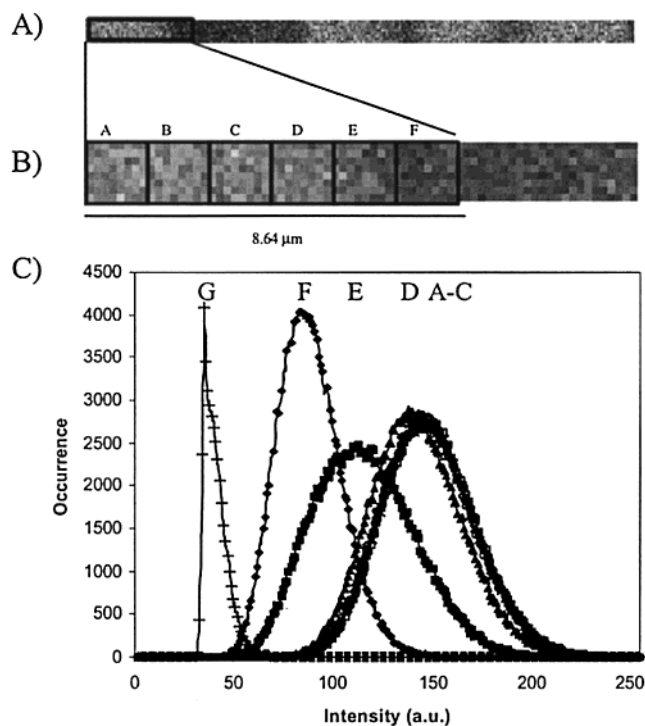 A)
A B C D E F
B)
8.64 μm
C)
G F E D A-C
4500
4000
3500
3000
2500
2000
1500
1000
500
0
Occurrence
0 50 100 150 200 250
Intensity (a.u.)